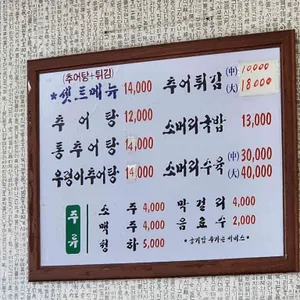 (추어탕+튀김)
*셋트메뉴 14,000
추어탕 12,000
통추어탕 14,000
우렁이추어탕 14,000
추어튀김 (中) 10,000
(大) 18,000
소머리국밥 13,000
소머리수육 (中) 30,000
(大) 40,000
주류
소주 4,000
맥주 4,000
청하 5,000
막걸리 4,000
음료수 2,000